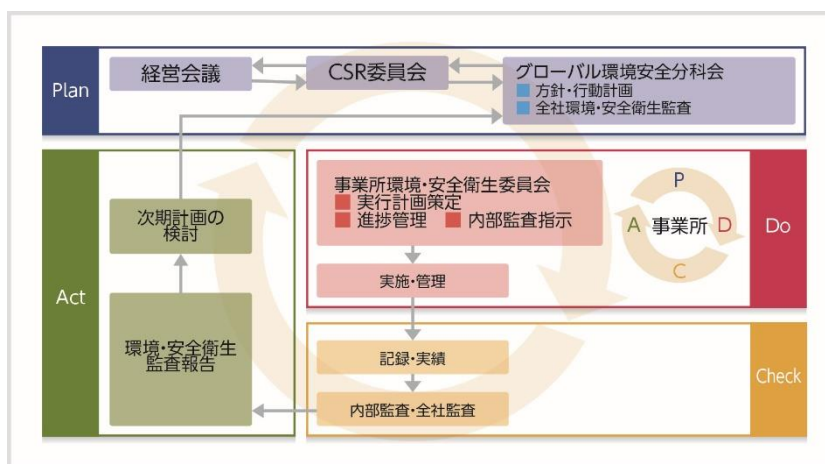 Plan
経営会議
CSR委員会
グローバル環境安全分科会
■ 方針・行動計画
■ 全社環境・安全衛生監査
Act
次期計画の
検討
環境・安全衛生
監査報告
事業所環境・安全衛生委員会
■ 実行計画策定
■ 進捗管理 ■ 内部監査指示
実施・管理
P
A 事業所 D
C
Do
記録・実績
内部監査・全社監査
Check